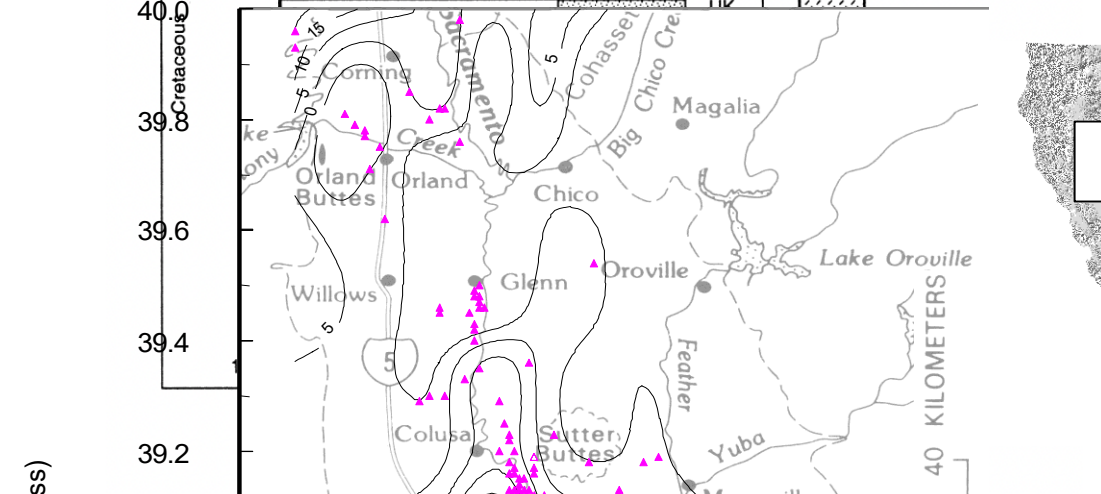 40.0
15
Cretaceous
Sacramento
Cohasset
5
Chico Cre
10
Corning
5
0
Magalia
39.8
Creek
Big
ony
Orland
Buttes
Orland
Chico
39.6
Oroville
Lake Oroville
Willows
Glenn
5
39.4
5
Feather
40 KILOMETERS
Colusa
Sutter
Buttes
Yuba
39.2
ss)